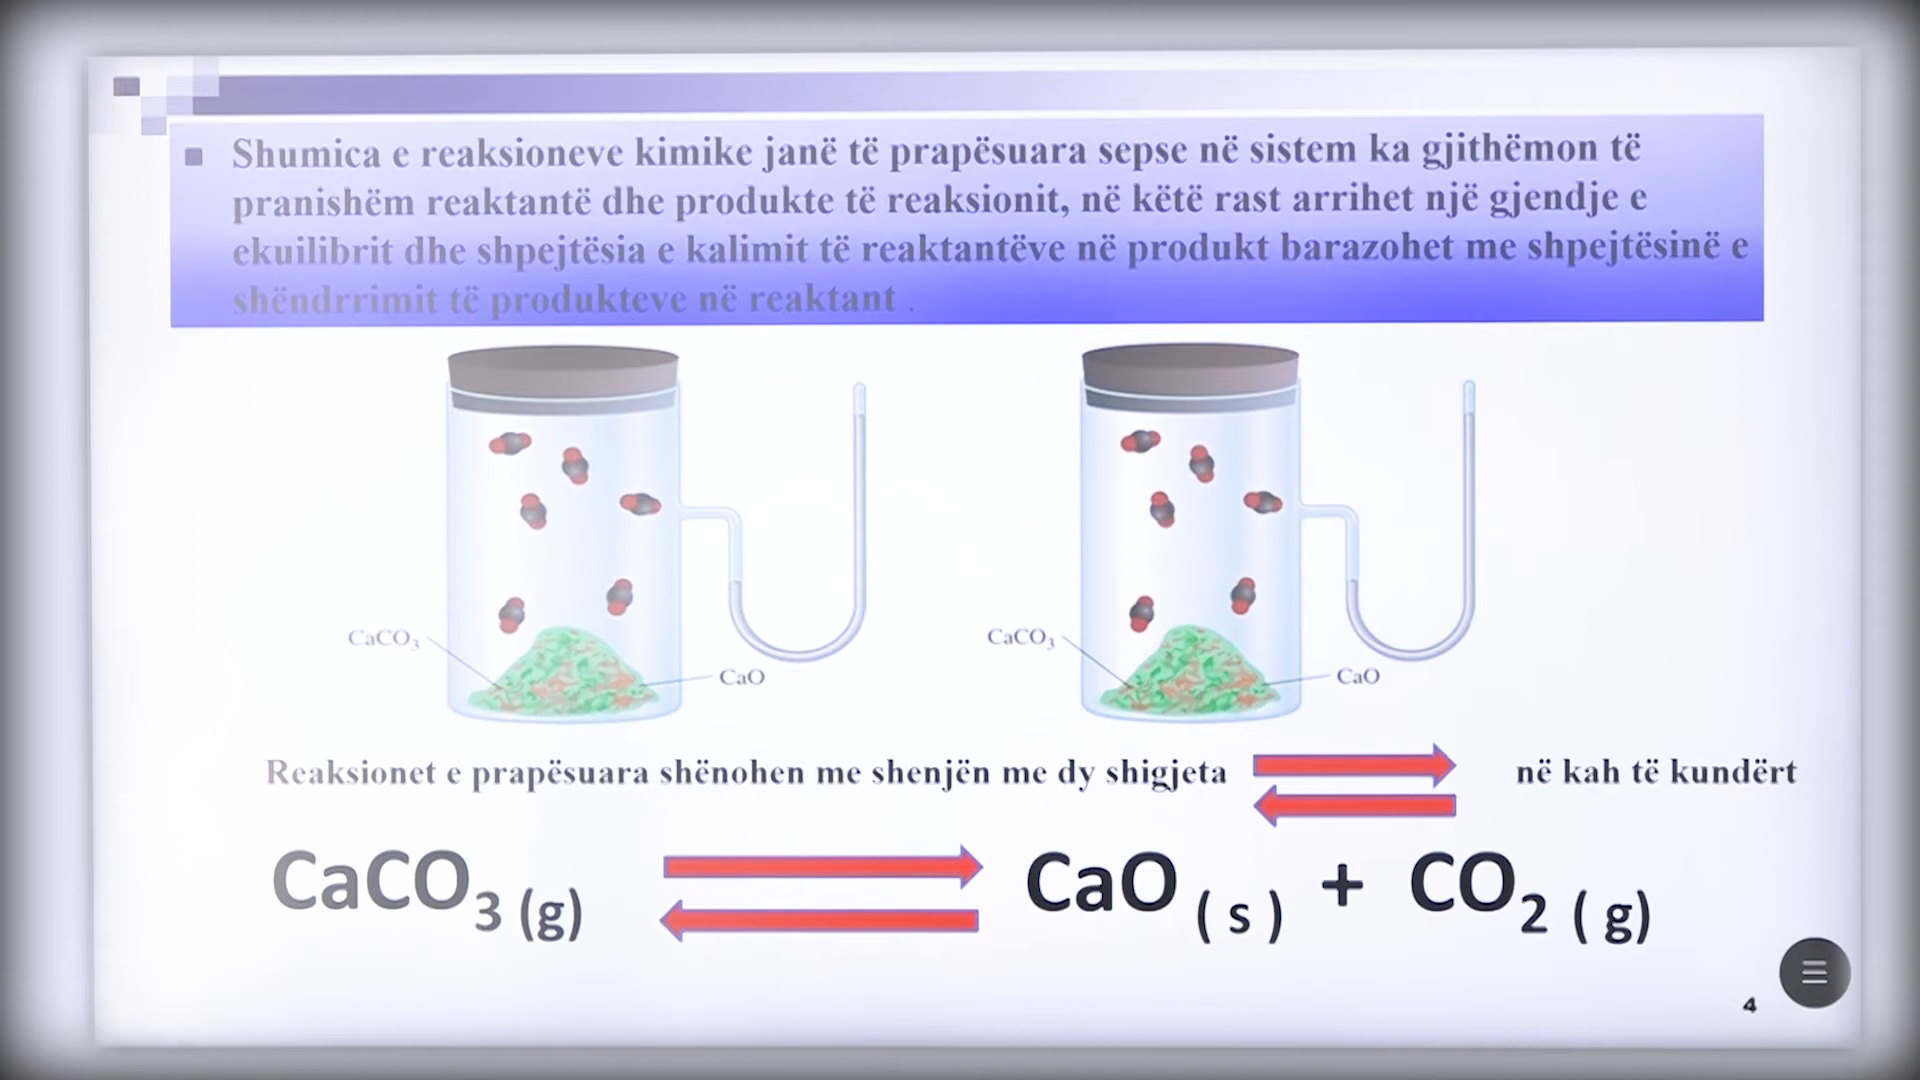 Shumica e reaksioneve kimike janë të prapësuara sepse në sistem ka gjithëmon të
pranishëm reaktantë dhe produkte të reaksionit, në këtë rast arrihet një gjendje e
ekuilibrit dhe shpejtësia e kalimit të reaktantëve në produkt barazohet me shpejtësinë e
shëndrrimit të produkteve në reaktant .
CaCO₃
CaO
CaCO₃
CaO
Reaksionet e prapësuara shënohen me shenjën me dy shigjeta në kah të kundërt
CaCO₃ (g) CaO ( s ) + CO₂ ( g)
4